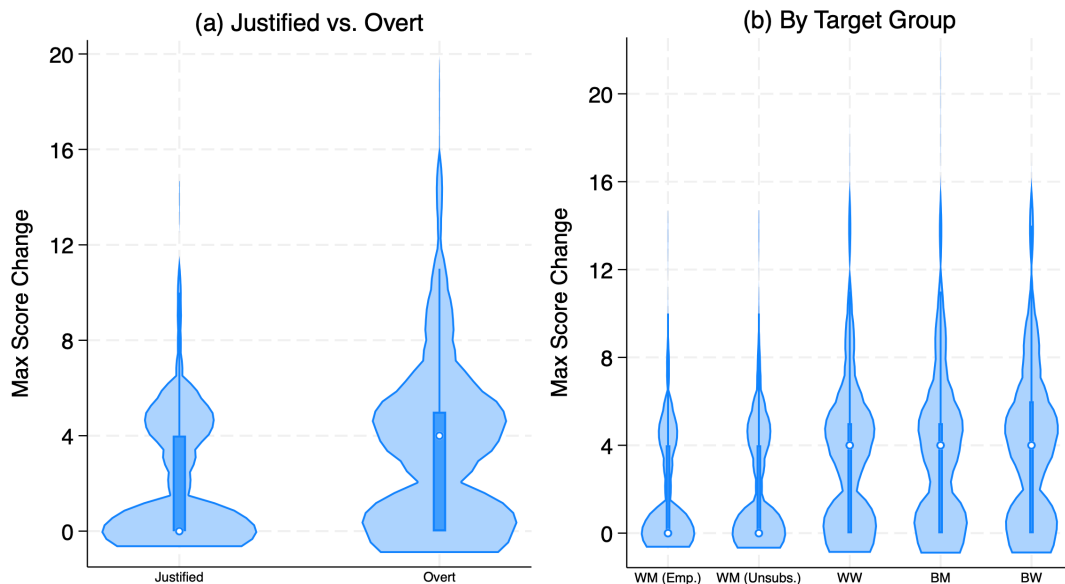 (a) Justified vs. Overt
Max Score Change
20
16
12
8
4
0
Justified Overt
(b) By Target Group
Max Score Change
20
16
12
8
4
0
WM (Emp.) WM (Unsubs.) WW BM BW